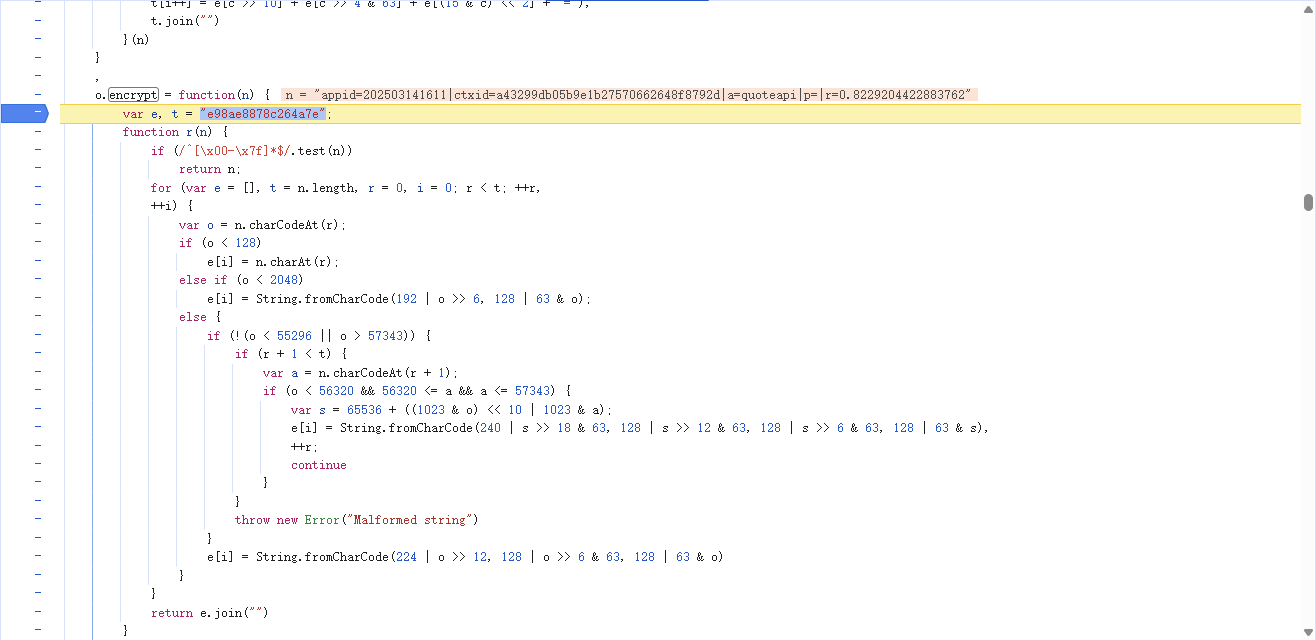 t[i++] = e[c >> 10] + e[c >> 4 & 63] + e[(15 & c) << 2] + "=",
t.join("")
}(n)
}
,
o.encrypt = function(n) { n = "appid=202503141611|ctxid=a43299db05b9e1b27570662648f8792d|a=quoteapi|p=|r=0.8229204422883762"
var e, t = "e98ae8878c264a7e";
function r(n) {
if (/^[\x00-\x7f]*$/.test(n))
return n;
for (var e = [], t = n.length, r = 0, i = 0; r < t; ++r,
++i) {
var o = n.charCodeAt(r);
if (o < 128)
e[i] = n.charAt(r);
else if (o < 2048)
e[i] = String.fromCharCode(192 | o >> 6, 128 | 63 & o);
else {
if (!(o < 55296 || o > 57343)) {
if (r + 1 < t) {
var a = n.charCodeAt(r + 1);
if (o < 56320 && 56320 <= a && a <= 57343) {
var s = 65536 + ((1023 & o) << 10 | 1023 & a);
e[i] = String.fromCharCode(240 | s >> 18 & 63, 128 | s >> 12 & 63, 128 | s >> 6 & 63, 128 | 63 & s),
++r;
continue
}
}
throw new Error("Malformed string")
}
e[i] = String.fromCharCode(224 | o >> 12, 128 | o >> 6 & 63, 128 | 63 & o)
}
}
return e.join("")
}